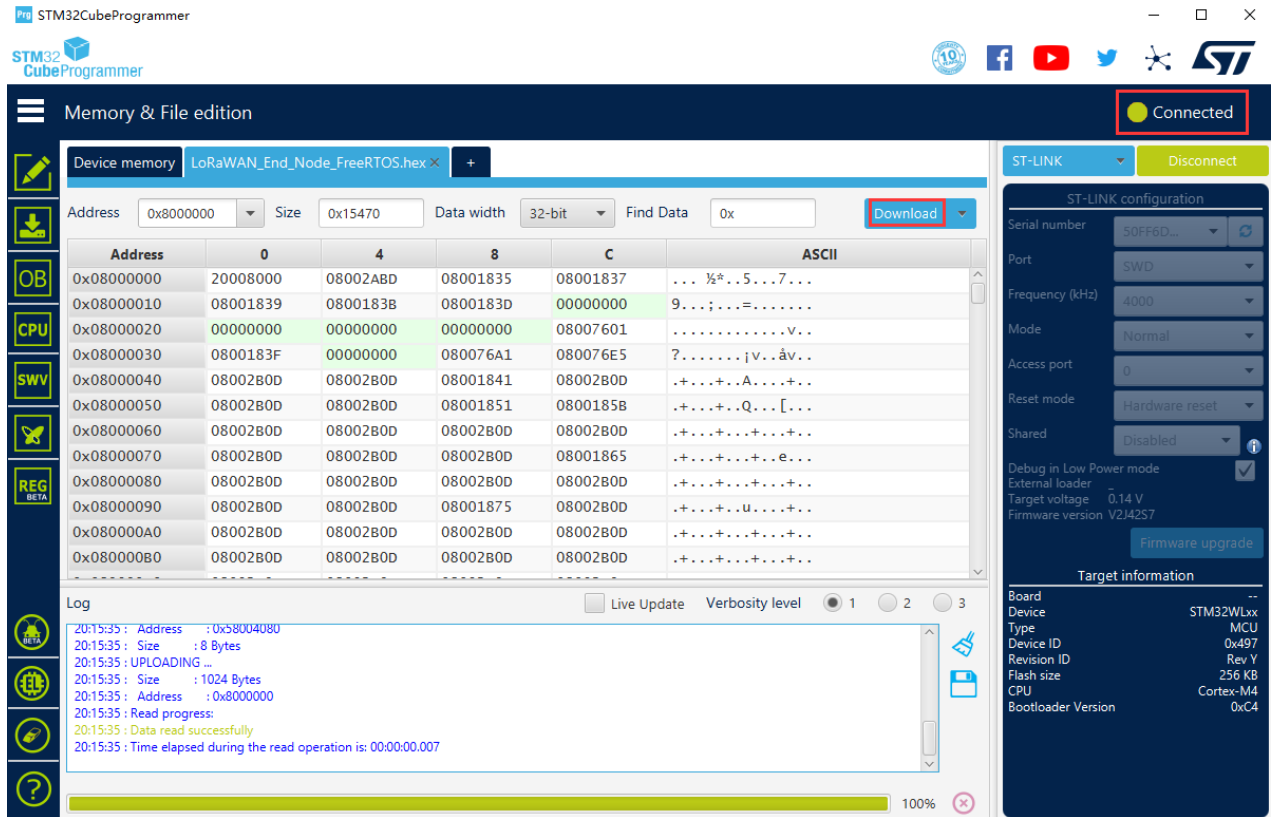 Prg STM32CubeProgrammer
STM32
CubeProgrammer
10
Memory & File edition
Connected
Device memory LoRaWAN_End_Node_FreeRTOS.hex × +
ST-LINK Disconnect
Address 0x8000000 Size 0x15470 Data width 32-bit Find Data 0x Download
Address 0 4 8 C ASCII
0x08000000 20008000 08002ABD 08001835 08001837 ... ½*..5...7...
0x08000010 08001839 0800183B 0800183D 00000000 9...;...=.......
0x08000020 00000000 00000000 00000000 08007601 .............v..
0x08000030 0800183F 00000000 080076A1 080076E5 ?.......¡v..åv..
0x08000040 08002B0D 08002B0D 08001841 08002B0D .+...+..A....+..
0x08000050 08002B0D 08002B0D 08001851 0800185B .+...+..Q...[...
0x08000060 08002B0D 08002B0D 08002B0D 08002B0D .+...+...+...+..
0x08000070 08002B0D 08002B0D 08002B0D 08001865 .+...+...+..e...
0x08000080 08002B0D 08002B0D 08002B0D 08002B0D .+...+...+...+..
0x08000090 08002B0D 08002B0D 08001875 08002B0D .+...+..u....+..
0x080000A0 08002B0D 08002B0D 08002B0D 08002B0D .+...+...+...+..
0x080000B0 08002B0D 08002B0D 08002B0D 08002B0D .+...+...+...+..
OB
CPU
SWV
REG
BETA
BETA
Log Live Update Verbosity level 1 2 3
20:15:35 : Address : 0x58004080
20:15:35 : Size : 8 Bytes
20:15:35 : UPLOADING ...
20:15:35 : Size : 1024 Bytes
20:15:35 : Address : 0x8000000
20:15:35 : Read progress:
20:15:35 : Data read successfully
20:15:35 : Time elapsed during the read operation is: 00:00:00.007
100%
ST-LINK configuration
Serial number 50FF6D...
Port SWD
Frequency (kHz) 4000
Mode Normal
Access port 0
Reset mode Hardware reset
Shared Disabled
Debug in Low Power mode
External loader _
Target voltage 0.14 V
Firmware version V2J42S7
Firmware upgrade
Target information
Board --
Device STM32WLxx
Type MCU
Device ID 0x497
Revision ID Rev Y
Flash size 256 KB
CPU Cortex-M4
Bootloader Version 0xC4